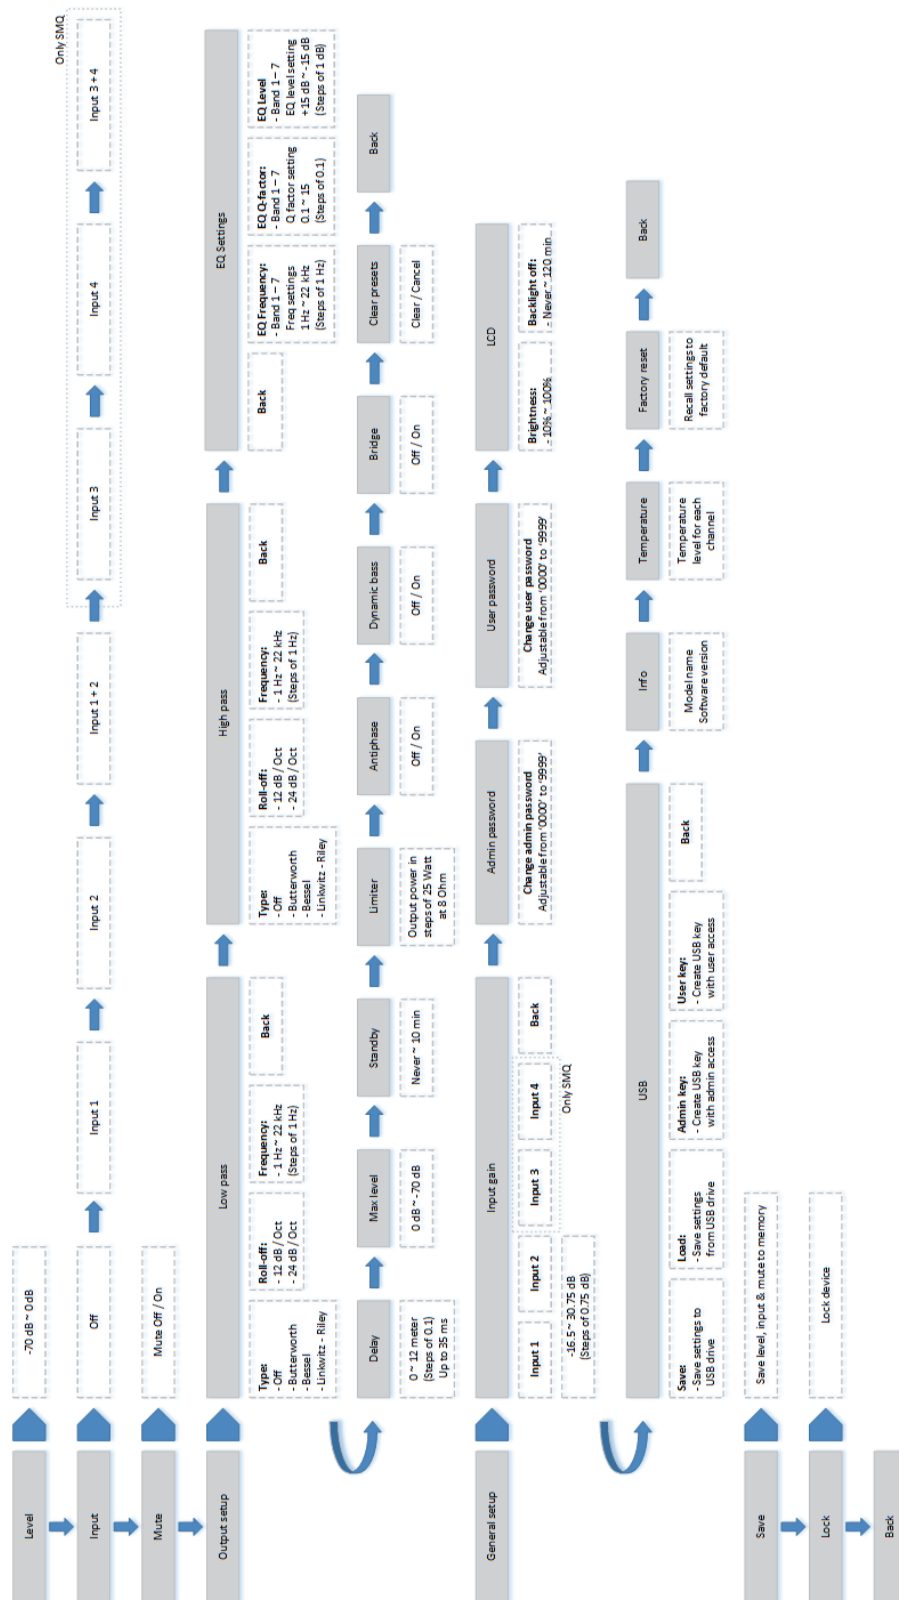 Level
-70 dB ~ 0 dB
Input
Off
Input 1
Input 2
Input 1 + 2
Input 3
Input 4
Input 3 + 4
Only SMQ
Mute
Mute Off / On
Output setup
Low pass
Type:
- Off
- Butterworth
- Bessel
- Linkwitz - Riley
Roll-off:
- 12 dB / Oct
- 24 dB / Oct
Frequency:
- 1 Hz ~ 22 kHz
(Steps of 1 Hz)
Back
High pass
Type:
- Off
- Butterworth
- Bessel
- Linkwitz - Riley
Roll-off:
- 12 dB / Oct
- 24 dB / Oct
Frequency:
- 1 Hz ~ 22 kHz
(Steps of 1 Hz)
Back
EQ Settings
Back
EQ Frequency:
- Band 1 – 7
Freq settings
1 Hz ~ 22 kHz
(Steps of 1 Hz)
EQ Q-factor:
- Band 1 – 7
Q factor setting
0.1 ~ 15
(Steps of 0.1)
EQ Level
- Band 1 – 7
EQ level setting
+15 dB ~ -15 dB
(Steps of 1 dB)
Delay
0 ~ 12 meter
(Steps of 0.1)
Up to 35 ms
Max level
0 dB ~ -70 dB
Standby
Never ~ 10 min
Limiter
Output power in
steps of 25 Watt
at 8 Ohm
Antiphase
Off / On
Dynamic bass
Off / On
Bridge
Off / On
Clear presets
Clear / Cancel
Back
General setup
Input gain
Input 1
Input 2
Input 3
Input 4
Back
Only SMQ
-16.5 ~ 30.75 dB
(Steps of 0.75 dB)
Admin password
Change admin password
Adjustable from ‘0000’ to ‘9999’
User password
Change user password
Adjustable from ‘0000’ to ‘9999’
LCD
Brightness:
- 10% ~ 100%
Backlight off:
- Never ~ 120 min
USB
Save:
- Save settings to
USB drive
Load:
- Save settings
from USB drive
Admin key:
- Create USB key
with admin access
User key:
- Create USB key
with user access
Back
Info
Model name
Software version
Temperature
Temperature
level for each
channel
Factory reset
Recall settings to
factory default
Back
Save
Save level, input & mute to memory
Lock
Lock device
Back